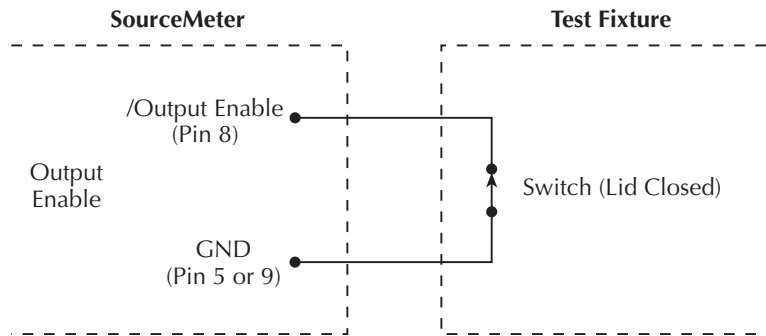 SourceMeter
Test Fixture
/Output Enable
(Pin 8)
Output
Enable
Switch (Lid Closed)
GND
(Pin 5 or 9)